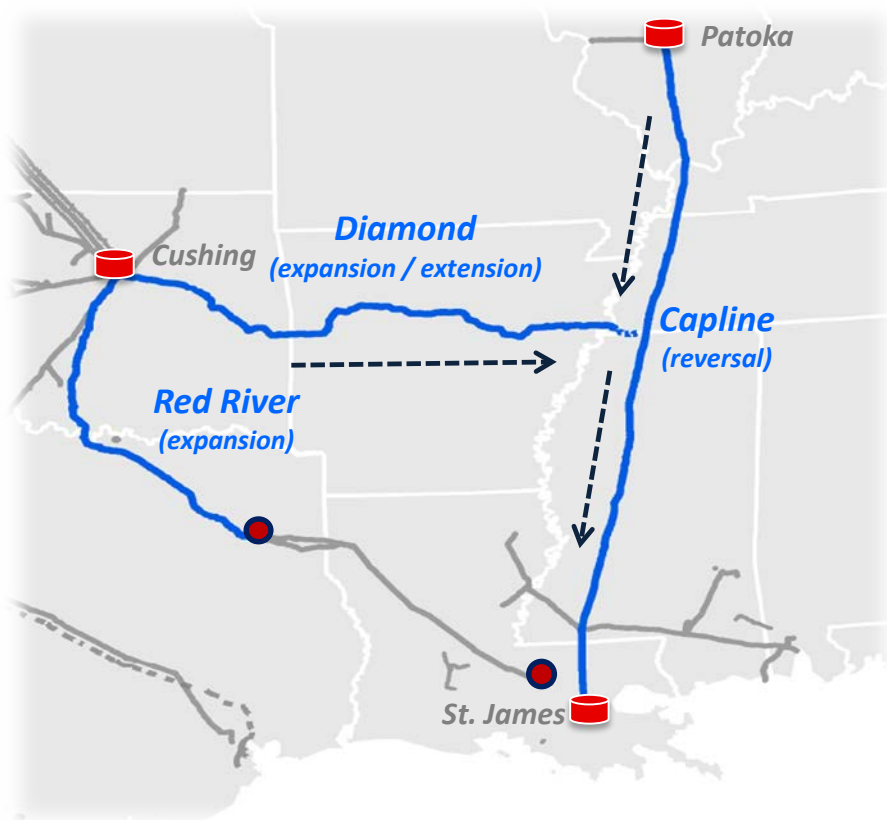 Patoka
Cushing
Diamond
(expansion / extension)
Capline
(reversal)
Red River
(expansion)
St. James